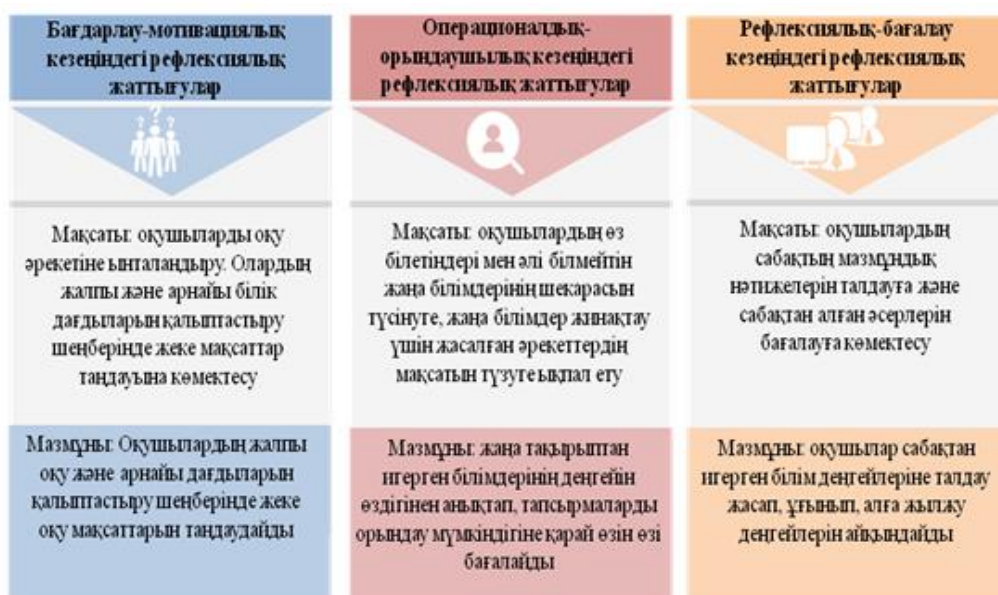 Бағдарлау-мотивациялық
кезеңіндегі рефлексиялық
жаттығулар
Мақсаты: оқушыларды оқу
әрекетіне ынталандыру. Олардың
жалпы және арнайы білік
дағдыларын қалыптастыру
шеңберінде жеке мақсаттар
таңдауына көмектесу
Мазмұны: Оқушылардың жалпы
оқу және арнайы дағдыларын
қалыптастыру шеңберінде жеке
оқу мақсаттарын таңдаудайды
Операционалдық-
орындаушылық кезеңіндегі
рефлексиялық жаттығулар
Мақсаты: оқушылардың өз
білетіндері мен әлі білмейтін
жаңа білімдерінің шекарасын
түсінуге, жаңа білімдер жинақтау
үшін жасалған әрекеттердің
мақсатын түзуге ықпал ету
Мазмұны: жаңа тақырыптан
игерген білімдерінің деңгейін
өздігінен анықтап, тапсырмаларды
орындау мүмкіндігіне қарай өзін өзі
бағалайды
Рефлексиялық-бағалау
кезеңіндегі рефлексиялық
жаттығулар
Мақсаты: оқушылардың
сабақтың мазмұндық
нәтижелерін талдауға және
сабақтан алған әсерлерін
бағалауға көмектесу
Мазмұны: оқушылар сабақтан
игерген білім деңгейлеріне талдау
жасап, ұғынып, алға жылжу
деңгейлерін айқындайды